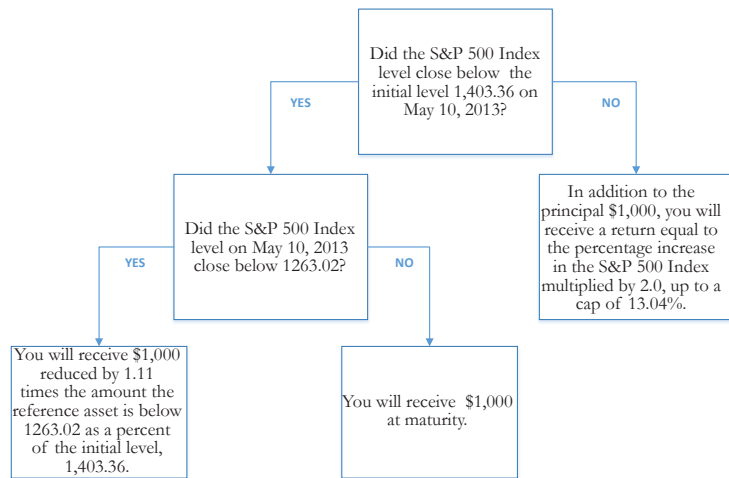 Did the S&P 500 Index
level close below the
initial level 1,403.36 on
May 10, 2013?
YES
NO
Did the S&P 500 Index
level on May 10, 2013
close below 1263.02?
In addition to the
principal $1,000, you will
receive a return equal to
the percentage increase
in the S&P 500 Index
multiplied by 2.0, up to a
cap of 13.04%.
YES
NO
You will receive $1,000
reduced by 1.11
times the amount the
reference asset is below
1263.02 as a percent
of the initial level,
1,403.36.
You will receive $1,000
at maturity.